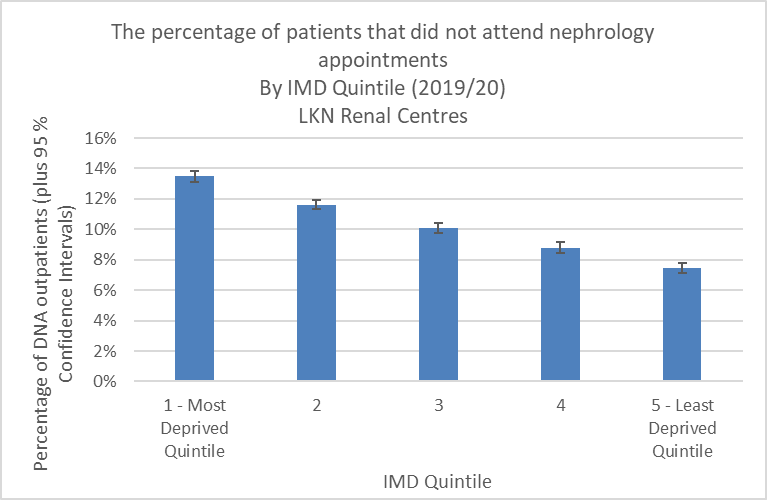 The percentage of patients that did not attend nephrology
appointments
By IMD Quintile (2019/20)
LKN Renal Centres
Percentage of DNA outpatients (plus 95 %
Confidence Intervals)
16%
14%
12%
10%
8%
6%
4%
2%
0%
1 - Most
Deprived
Quintile
2
3
4
5 - Least
Deprived
Quintile
IMD Quintile